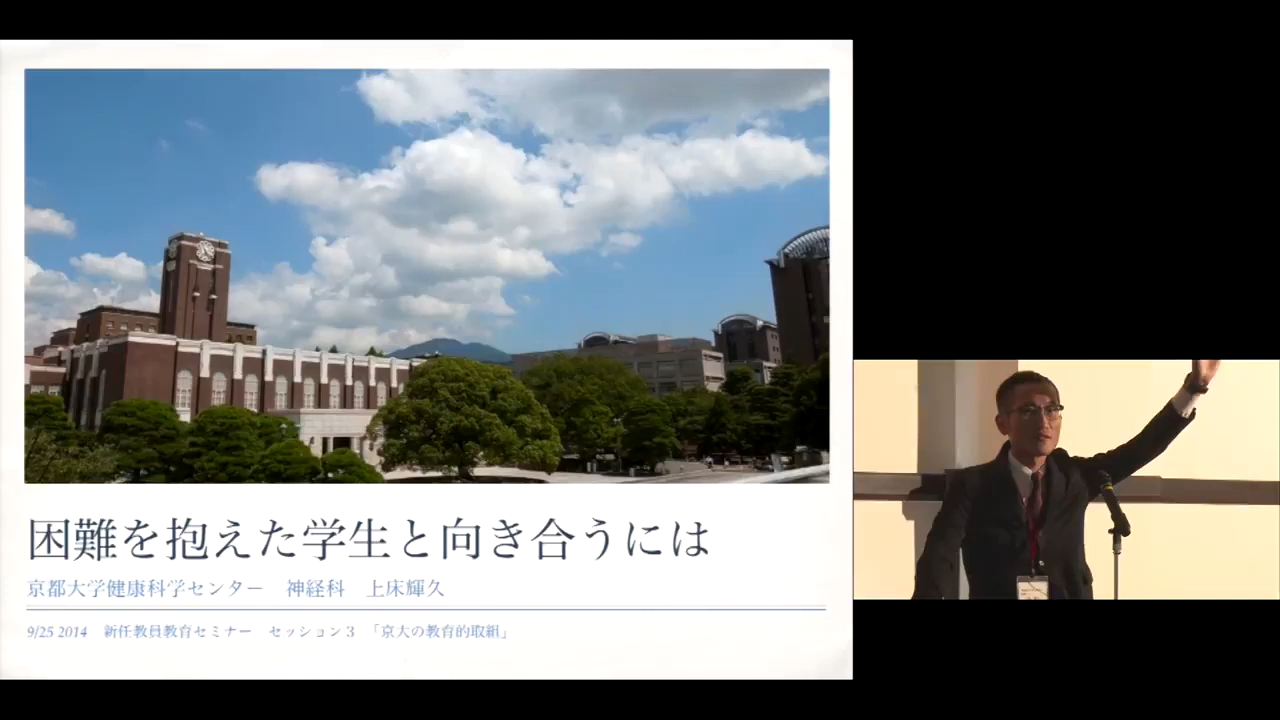 困難を抱えた学生と向き合うには
京都大学健康科学センター　神経科　上床輝久
9/25 2014　新任教員教育セミナー　セッション３　「京大の教育的取組」